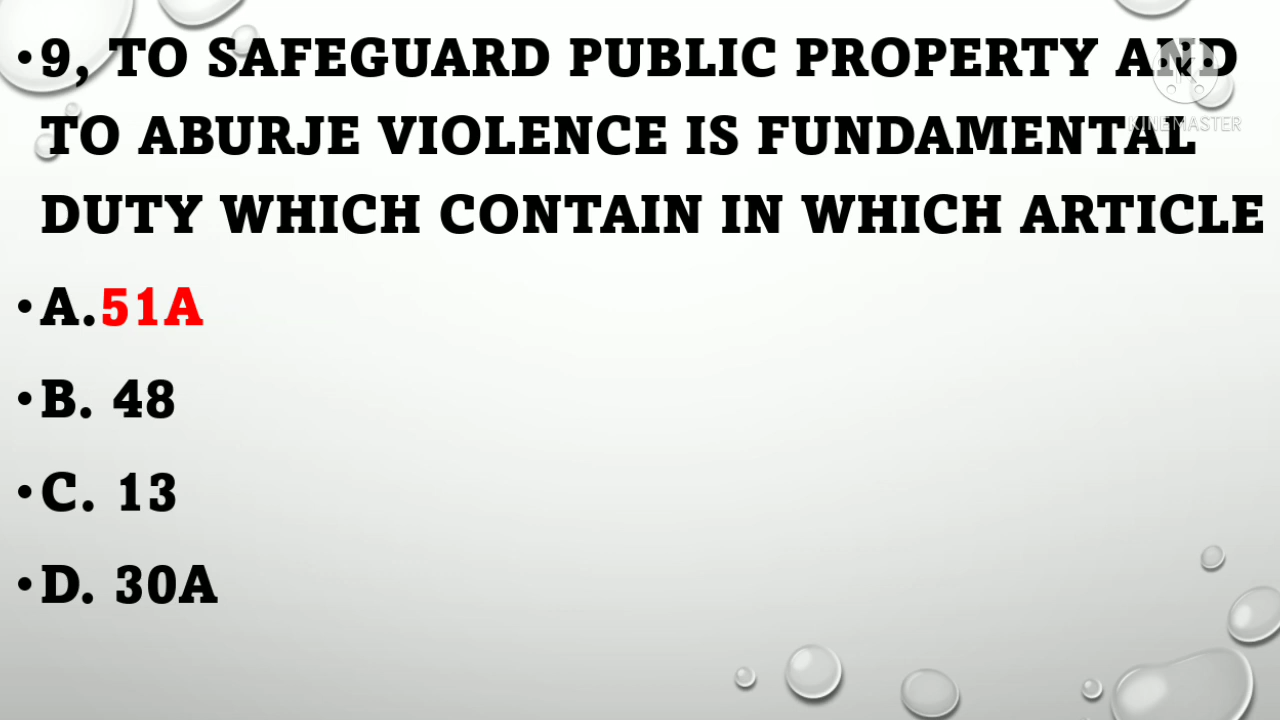 • 9, TO SAFEGUARD PUBLIC PROPERTY AND
TO ABURJE VIOLENCE IS FUNDAMENTAL
DUTY WHICH CONTAIN IN WHICH ARTICLE
• A.51A
• B. 48
• C. 13
• D. 30A
KINEMASTER